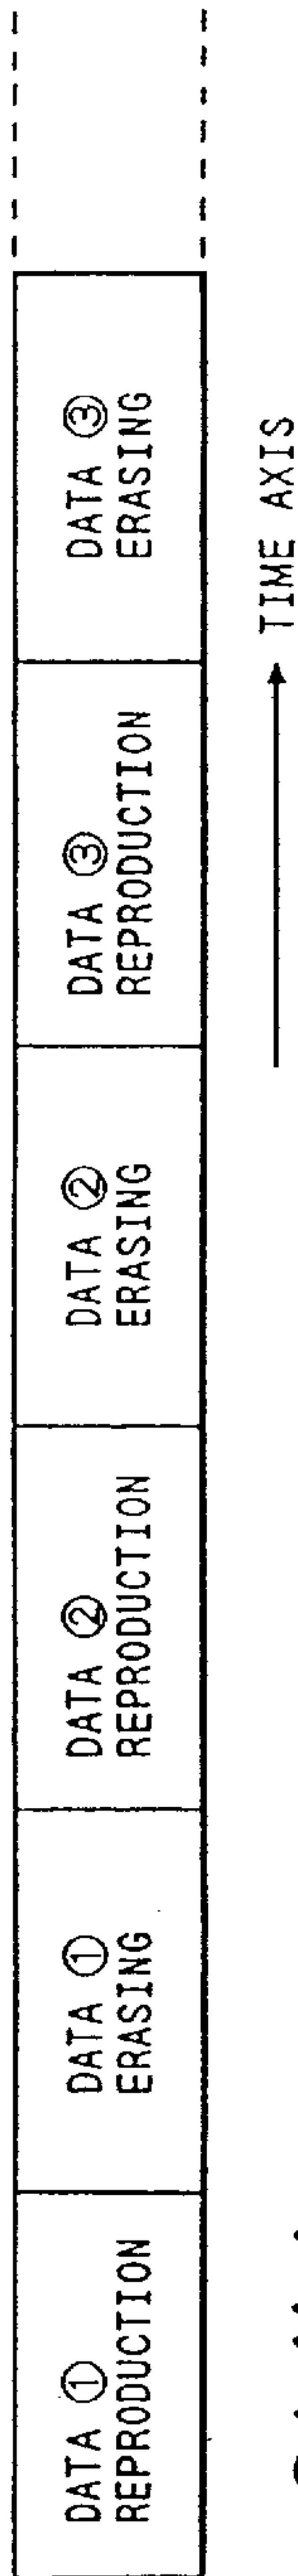 DATA ①
REPRODUCTION
DATA ①
ERASING
DATA ②
REPRODUCTION
DATA ②
ERASING
DATA ③
REPRODUCTION
DATA ③
ERASING
TIME AXIS